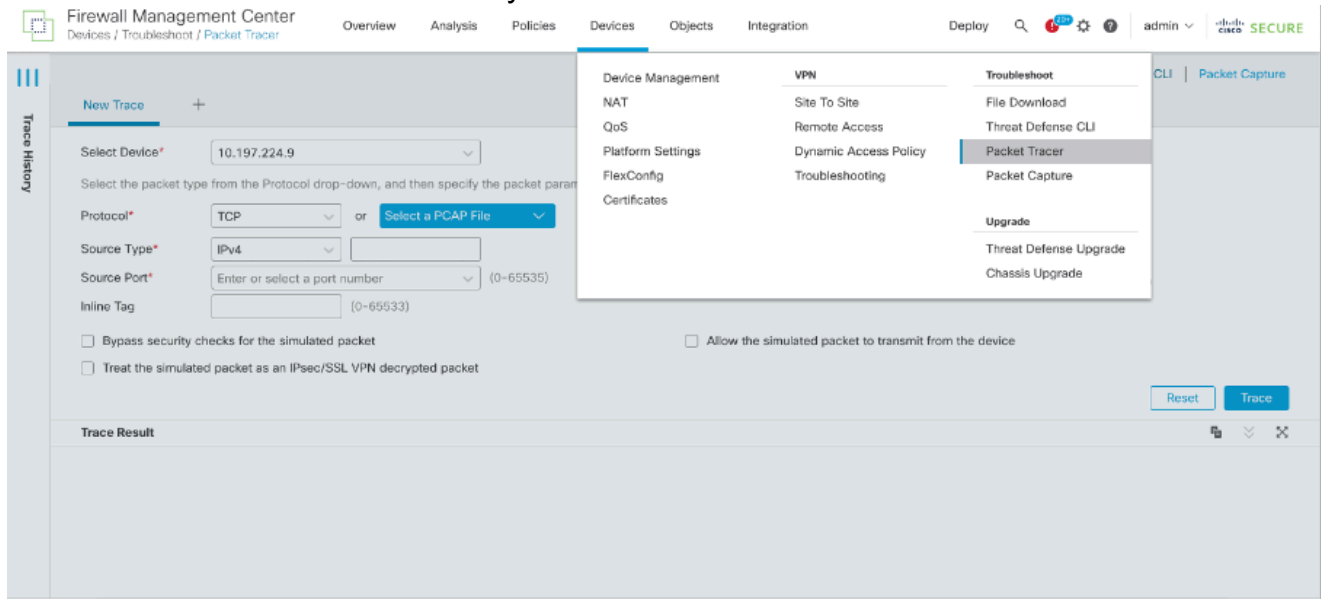 Firewall Management Center
Devices / Troubleshoot / Packet Tracer
Overview Analysis Policies Devices Objects Integration Deploy 20+ admin cisco SECURE
CLI | Packet Capture
Trace History
New Trace +
Device Management
NAT
QoS
Platform Settings
FlexConfig
Certificates
VPN
Site To Site
Remote Access
Dynamic Access Policy
Troubleshooting
Troubleshoot
File Download
Threat Defense CLI
Packet Tracer
Packet Capture
Upgrade
Threat Defense Upgrade
Chassis Upgrade
Select Device* 10.197.224.9
Select the packet type from the Protocol drop-down, and then specify the packet param
Protocol* TCP or Select a PCAP File
Source Type* IPv4
Source Port* Enter or select a port number (0-65535)
Inline Tag (0-65533)
Bypass security checks for the simulated packet
Allow the simulated packet to transmit from the device
Treat the simulated packet as an IPsec/SSL VPN decrypted packet
Reset Trace
Trace Result